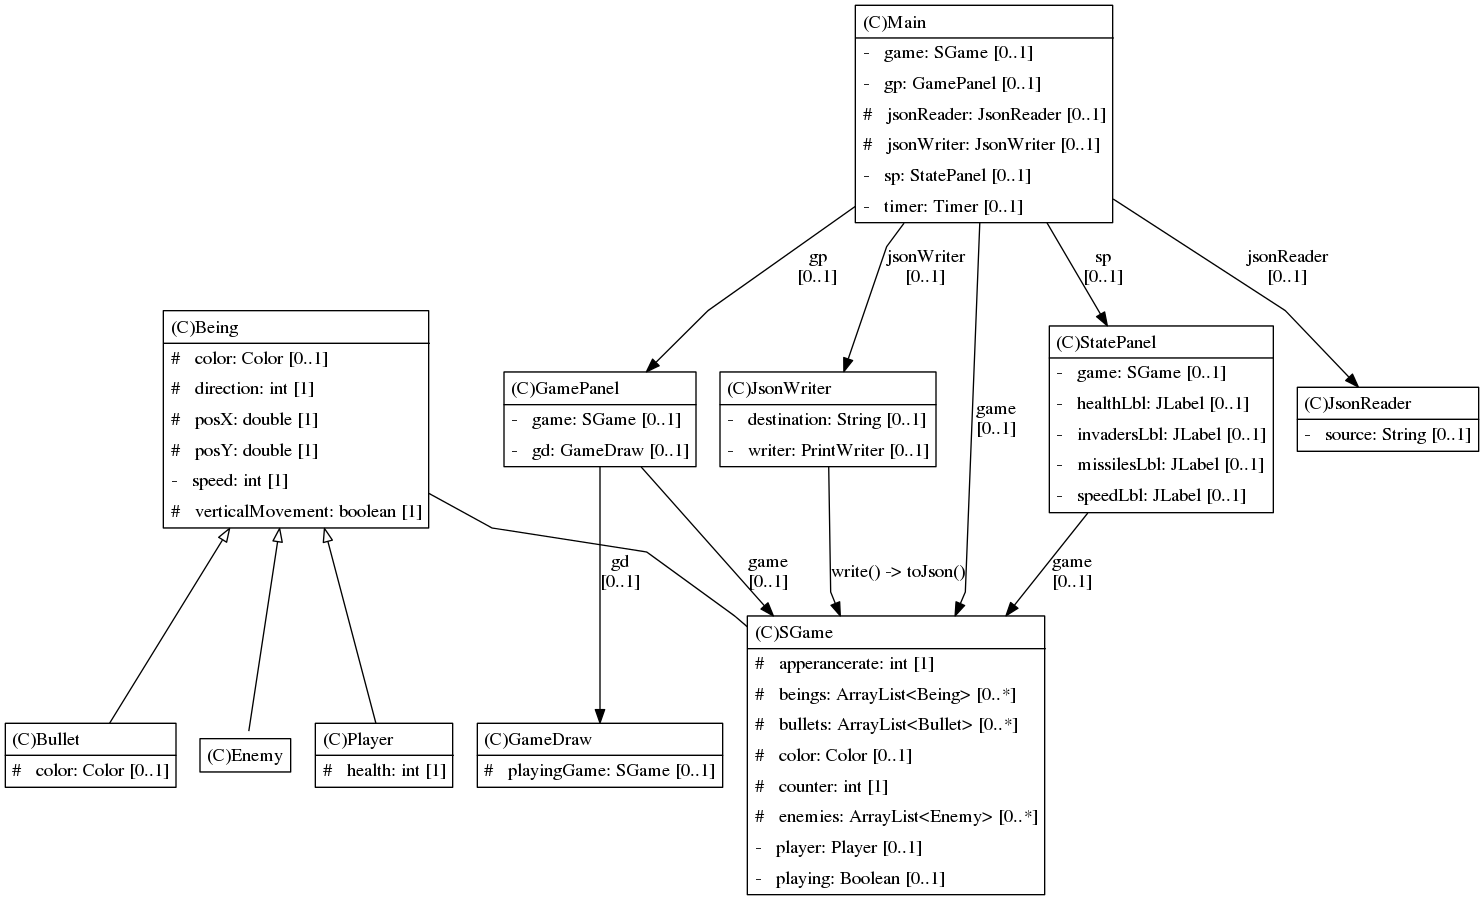 (C)Main
- game: SGame [0..1]
- gp: GamePanel [0..1]
# jsonReader: JsonReader [0..1]
# jsonWriter: JsonWriter [0..1]
- sp: StatePanel [0..1]
- timer: Timer [0..1]
gp
[0..1]
jsonWriter
[0..1]
sp
[0..1]
jsonReader
[0..1]
(C)Being
# color: Color [0..1]
# direction: int [1]
# posX: double [1]
# posY: double [1]
- speed: int [1]
# verticalMovement: boolean [1]
(C)GamePanel
- game: SGame [0..1]
- gd: GameDraw [0..1]
(C)JsonWriter
- destination: String [0..1]
- writer: PrintWriter [0..1]
game
[0..1]
(C)StatePanel
- game: SGame [0..1]
- healthLbl: JLabel [0..1]
- invadersLbl: JLabel [0..1]
- missilesLbl: JLabel [0..1]
- speedLbl: JLabel [0..1]
(C)JsonReader
- source: String [0..1]
gd
[0..1]
game
[0..1]
write() -> toJson()
game
[0..1]
(C)Bullet
# color: Color [0..1]
(C)Enemy
(C)Player
# health: int [1]
(C)GameDraw
# playingGame: SGame [0..1]
(C)SGame
# apperancerate: int [1]
# beings: ArrayList<Being> [0..*]
# bullets: ArrayList<Bullet> [0..*]
# color: Color [0..1]
# counter: int [1]
# enemies: ArrayList<Enemy> [0..*]
- player: Player [0..1]
- playing: Boolean [0..1]